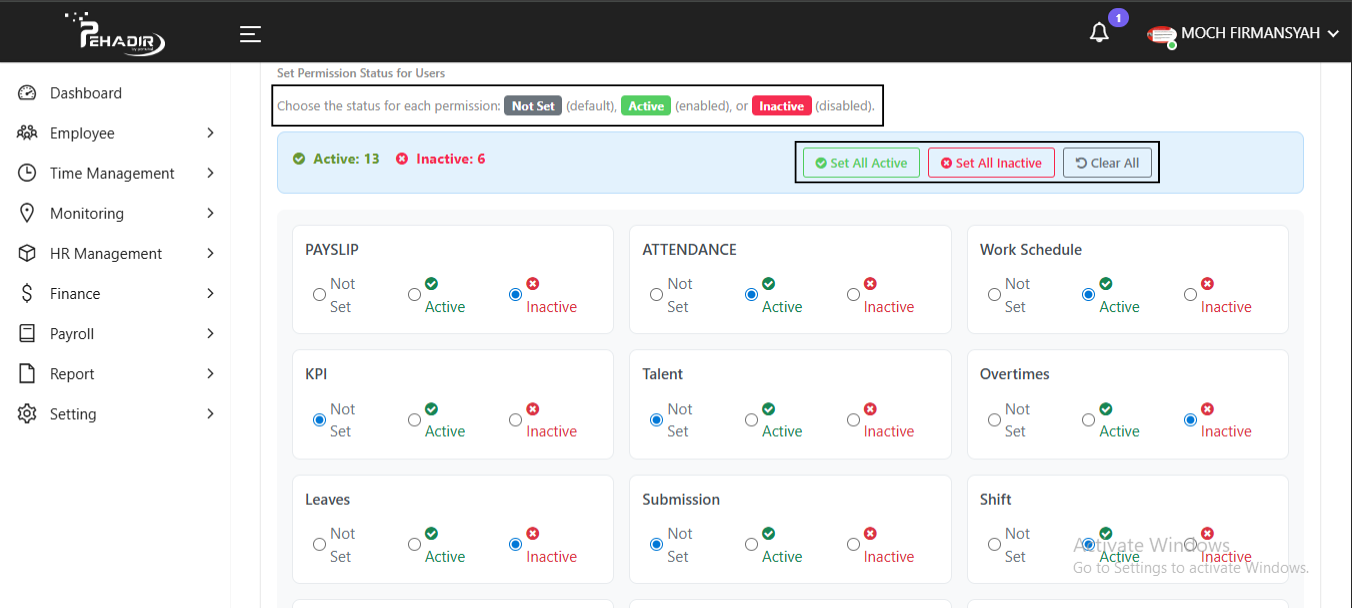 PEHADIR
by personal
1
MOCH FIRMANSYAH
Dashboard
Employee
Time Management
Monitoring
HR Management
Finance
Payroll
Report
Setting
Set Permission Status for Users
Choose the status for each permission: Not Set (default), Active (enabled), or Inactive (disabled).
Active: 13 Inactive: 6
Set All Active Set All Inactive Clear All
PAYSLIP
Not
Set
Active
Inactive
ATTENDANCE
Not
Set
Active
Inactive
Work Schedule
Not
Set
Active
Inactive
KPI
Not
Set
Active
Inactive
Talent
Not
Set
Active
Inactive
Overtimes
Not
Set
Active
Inactive
Leaves
Not
Set
Active
Inactive
Submission
Not
Set
Active
Inactive
Shift
Not
Set
Active
Inactive
Activate Windows
Go to Settings to activate Windows.